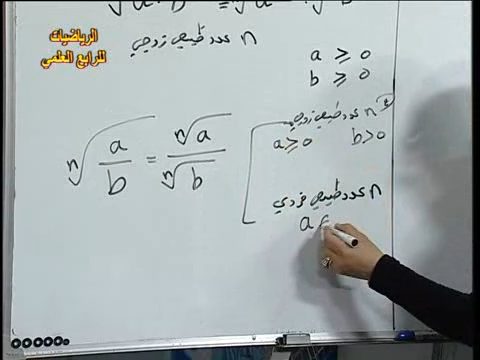 ⁿ√a·b = ⁿ√a · ⁿ√b
الرياضيات
للرابع العلمي
n عدد طبيعي زوجي
a ≥ 0
b ≥ 0
ⁿ√(a/b) = ⁿ√a / ⁿ√b
n عدد طبيعي زوجي
a ≥ 0 b > 0
n عدد طبيعي فردي
a